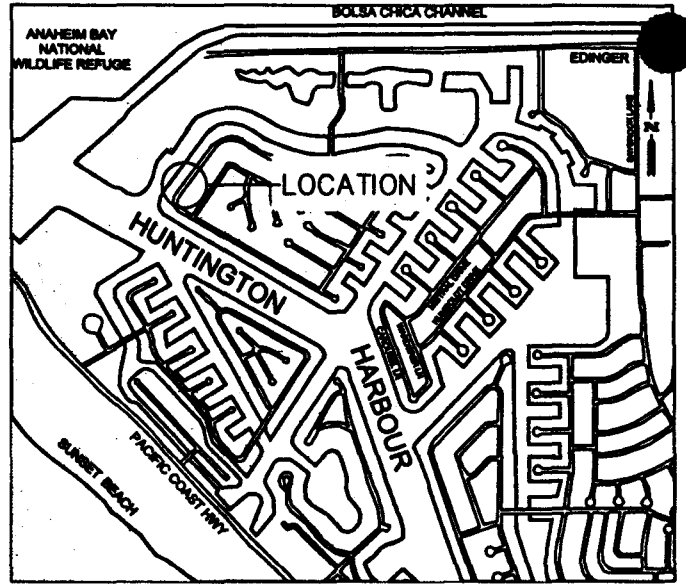 BOLSA CHICA CHANNEL
ANAHEIM BAY
NATIONAL
WILDLIFE REFUGE
EDINGER
N
LOCATION
HUNTINGTON
HARBOUR
SUNSET BEACH
PACIFIC COAST HWY